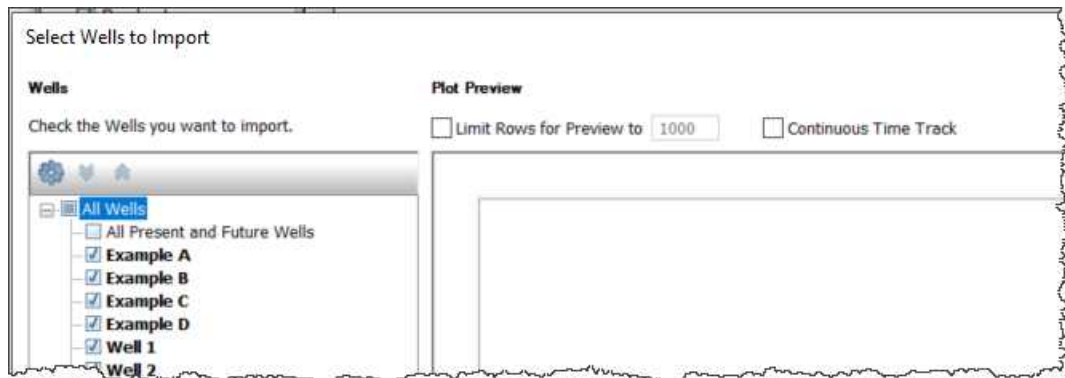 Select Wells to Import
Wells
Plot Preview
Check the Wells you want to import.
Limit Rows for Preview to 1000
Continuous Time Track
All Wells
All Present and Future Wells
Example A
Example B
Example C
Example D
Well 1
Well 2